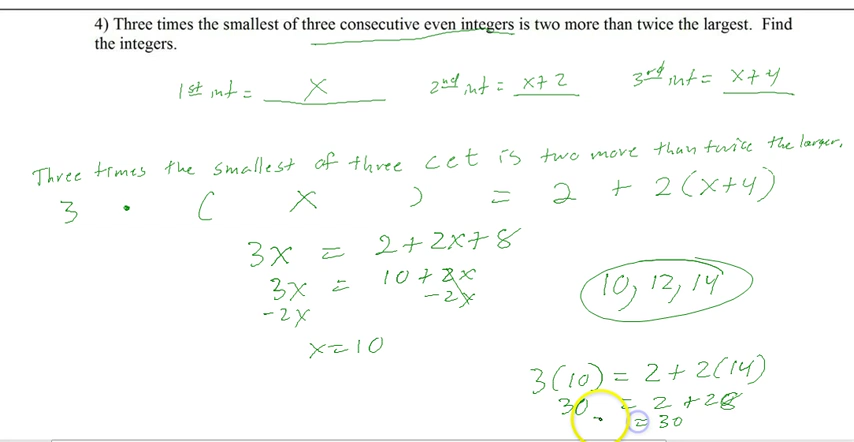 4) Three times the smallest of three consecutive even integers is two more than twice the largest. Find
the integers.
1st int = x 2nd int = x+2 3rd int = x+4
Three times the smallest of three cet is two more than twice the larger.
3 • ( x ) = 2 + 2(x+4)
3x = 2+2x+8
3x = 10+2x
-2x -2x
x=10
10, 12, 14
3(10) = 2+2(14)
30 = 2+28
= 30